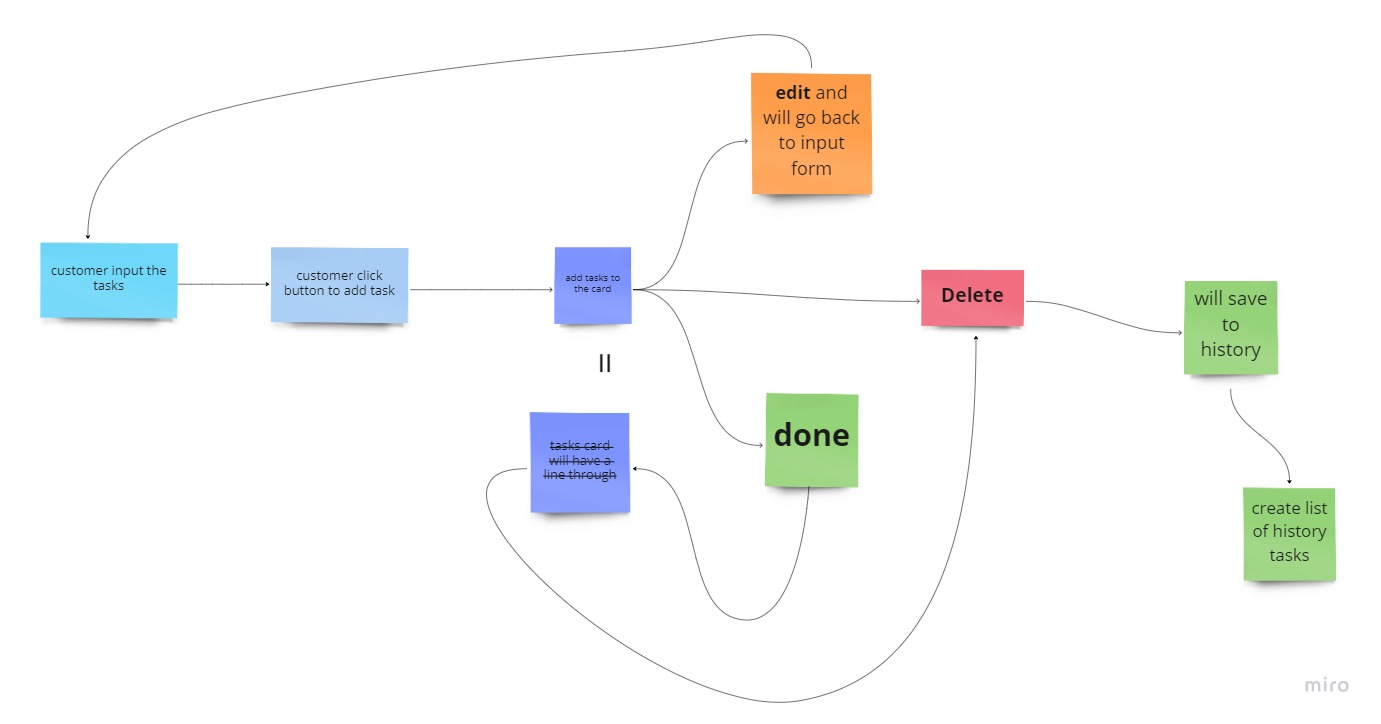 edit and
will go back
to input
form
customer input the
tasks
customer click
button to add task
add tasks to
the card
Delete
will save
to
history
||
done
tasks card
will have a
line through
create list
of history
tasks
miro